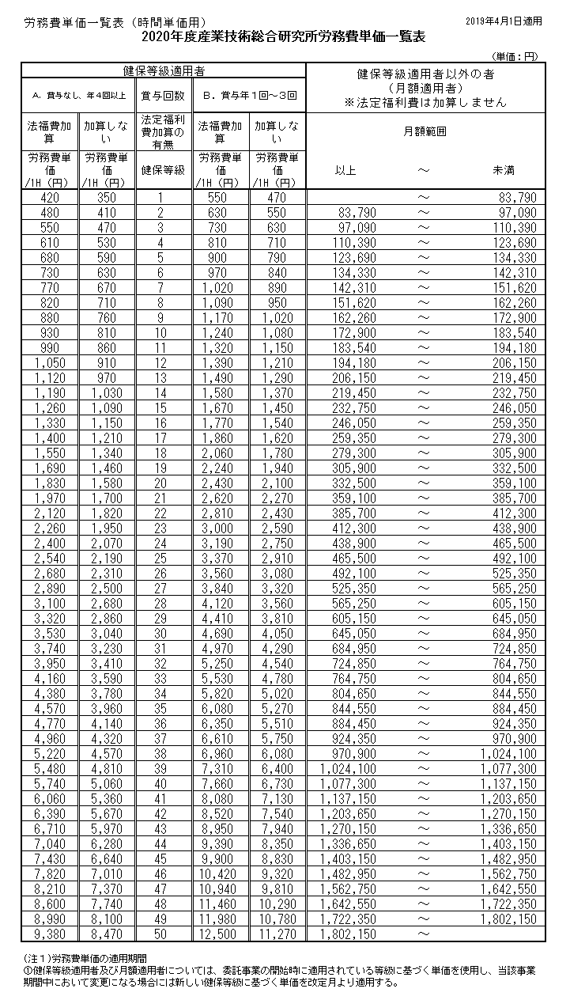 労務費単価一覧表（時間単価用）
2019年4月1日適用
2020年度産業技術総合研究所労務費単価一覧表
（単価：円）
健保等級適用者
健保等級適用者以外の者
（月額適用者）
※法定福利費は加算しません
A．賞与なし、年４回以上 賞与回数 B．賞与年１回～３回
法福費加算 加算しない 法定福利費加算の有無 法福費加算 加算しない 月額範囲
労務費単価/1H（円） 労務費単価/1H（円） 健保等級 労務費単価/1H（円） 労務費単価/1H（円） 以上 ～ 未満
420 350 1 550 470 ～ 83,790
480 410 2 630 550 83,790 ～ 97,090
550 470 3 730 630 97,090 ～ 110,390
610 530 4 810 710 110,390 ～ 123,690
680 590 5 900 790 123,690 ～ 134,330
730 630 6 970 840 134,330 ～ 142,310
770 670 7 1,020 890 142,310 ～ 151,620
820 710 8 1,090 950 151,620 ～ 162,260
880 760 9 1,170 1,020 162,260 ～ 172,900
930 810 10 1,240 1,080 172,900 ～ 183,540
990 860 11 1,320 1,150 183,540 ～ 194,180
1,050 910 12 1,390 1,210 194,180 ～ 206,150
1,120 970 13 1,490 1,290 206,150 ～ 219,450
1,190 1,030 14 1,580 1,370 219,450 ～ 232,750
1,260 1,090 15 1,670 1,450 232,750 ～ 246,050
1,330 1,150 16 1,770 1,540 246,050 ～ 259,350
1,400 1,210 17 1,860 1,620 259,350 ～ 279,300
1,550 1,340 18 2,060 1,780 279,300 ～ 305,900
1,690 1,460 19 2,240 1,940 305,900 ～ 332,500
1,830 1,580 20 2,430 2,100 332,500 ～ 359,100
1,970 1,700 21 2,620 2,270 359,100 ～ 385,700
2,120 1,820 22 2,810 2,430 385,700 ～ 412,300
2,260 1,950 23 3,000 2,590 412,300 ～ 438,900
2,400 2,070 24 3,190 2,750 438,900 ～ 465,500
2,540 2,190 25 3,370 2,910 465,500 ～ 492,100
2,680 2,310 26 3,560 3,080 492,100 ～ 525,350
2,890 2,500 27 3,840 3,320 525,350 ～ 565,250
3,100 2,680 28 4,120 3,560 565,250 ～ 605,150
3,320 2,860 29 4,410 3,810 605,150 ～ 645,050
3,530 3,040 30 4,690 4,050 645,050 ～ 684,950
3,740 3,230 31 4,970 4,290 684,950 ～ 724,850
3,950 3,410 32 5,250 4,540 724,850 ～ 764,750
4,160 3,590 33 5,530 4,780 764,750 ～ 804,650
4,380 3,780 34 5,820 5,020 804,650 ～ 844,550
4,570 3,960 35 6,080 5,270 844,550 ～ 884,450
4,770 4,140 36 6,350 5,510 884,450 ～ 924,350
4,960 4,320 37 6,610 5,750 924,350 ～ 970,900
5,220 4,570 38 6,960 6,080 970,900 ～ 1,024,100
5,480 4,810 39 7,310 6,400 1,024,100 ～ 1,077,300
5,740 5,060 40 7,660 6,730 1,077,300 ～ 1,137,150
6,060 5,360 41 8,080 7,130 1,137,150 ～ 1,203,650
6,390 5,670 42 8,520 7,540 1,203,650 ～ 1,270,150
6,710 5,970 43 8,950 7,940 1,270,150 ～ 1,336,650
7,040 6,280 44 9,390 8,350 1,336,650 ～ 1,403,150
7,430 6,640 45 9,900 8,830 1,403,150 ～ 1,482,950
7,820 7,010 46 10,420 9,320 1,482,950 ～ 1,562,750
8,210 7,370 47 10,940 9,810 1,562,750 ～ 1,642,550
8,600 7,740 48 11,460 10,290 1,642,550 ～ 1,722,350
8,990 8,100 49 11,980 10,780 1,722,350 ～ 1,802,150
9,380 8,470 50 12,500 11,270 1,802,150 ～
（注１）労務費単価の適用期間
①健保等級適用者及び月額適用者については、委託事業の開始時に適用されている等級に基づく単価を使用し、当該事業
期間中において変更になる場合には新しい健保等級に基づく単価を改定月より適用する。